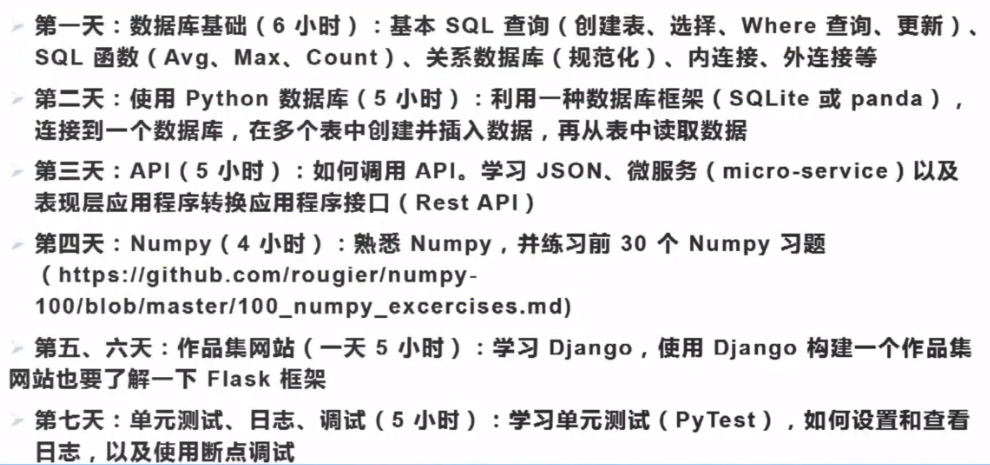 第一天：数据库基础（6 小时）：基本 SQL 查询（创建表、选择、Where 查询、更新）、
SQL 函数（Avg、Max、Count）、关系数据库（规范化）、内连接、外连接等
第二天：使用 Python 数据库（5 小时）：利用一种数据库框架（SQLite 或 panda），
连接到一个数据库，在多个表中创建并插入数据，再从表中读取数据
第三天：API（5 小时）：如何调用 API。学习 JSON、微服务（micro-service）以及
表现层应用程序转换应用程序接口（Rest API）
第四天：Numpy（4 小时）：熟悉 Numpy，并练习前 30 个 Numpy 习题
（https://github.com/rougier/numpy-
100/blob/master/100_numpy_excercises.md)
第五、六天：作品集网站（一天 5 小时）：学习 Django，使用 Django 构建一个作品集
网站也要了解一下 Flask 框架
第七天：单元测试、日志、调试（5 小时）：学习单元测试（PyTest），如何设置和查看
日志，以及使用断点调试